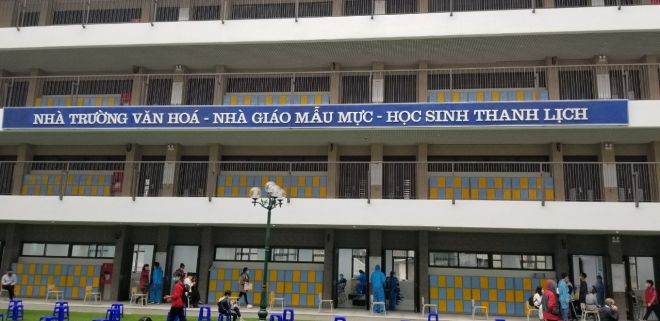 NHÀ TRƯỜNG VĂN HOÁ - NHÀ GIÁO MẪU MỰC - HỌC SINH THANH LỊCH